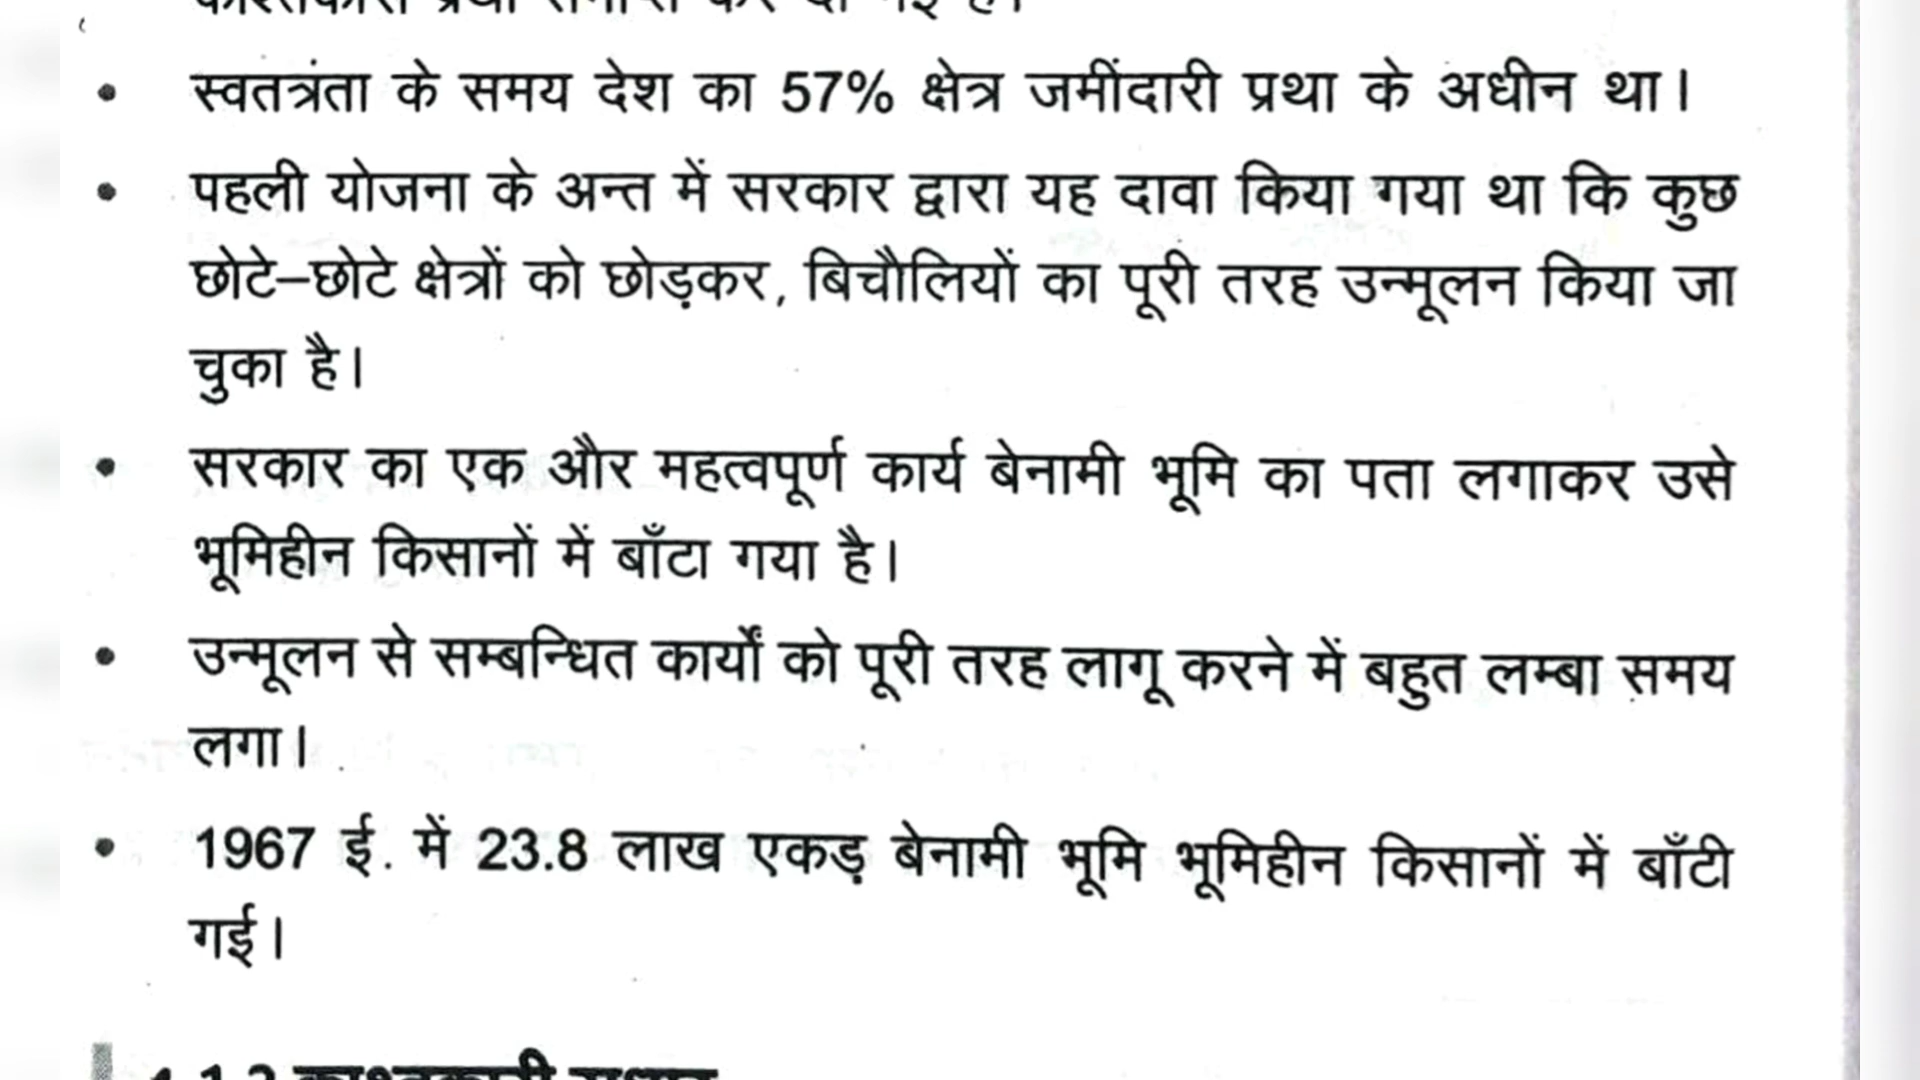 • स्वतत्रंता के समय देश का 57% क्षेत्र जमींदारी प्रथा के अधीन था।
• पहली योजना के अन्त में सरकार द्वारा यह दावा किया गया था कि कुछ
छोटे–छोटे क्षेत्रों को छोड़कर, बिचौलियों का पूरी तरह उन्मूलन किया जा
चुका है।
• सरकार का एक और महत्वपूर्ण कार्य बेनामी भूमि का पता लगाकर उसे
भूमिहीन किसानों में बाँटा गया है।
• उन्मूलन से सम्बन्धित कार्यों को पूरी तरह लागू करने में बहुत लम्बा समय
लगा।
• 1967 ई. में 23.8 लाख एकड़ बेनामी भूमि भूमिहीन किसानों में बाँटी
गई।